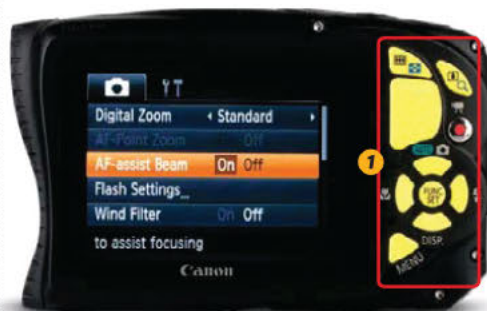 Digital Zoom Standard
AF-Point Zoom Off
AF-assist Beam On Off
Flash Settings...
Wind Filter On Off
to assist focusing
Canon
1
FUNC.
SET
DISP.
MENU